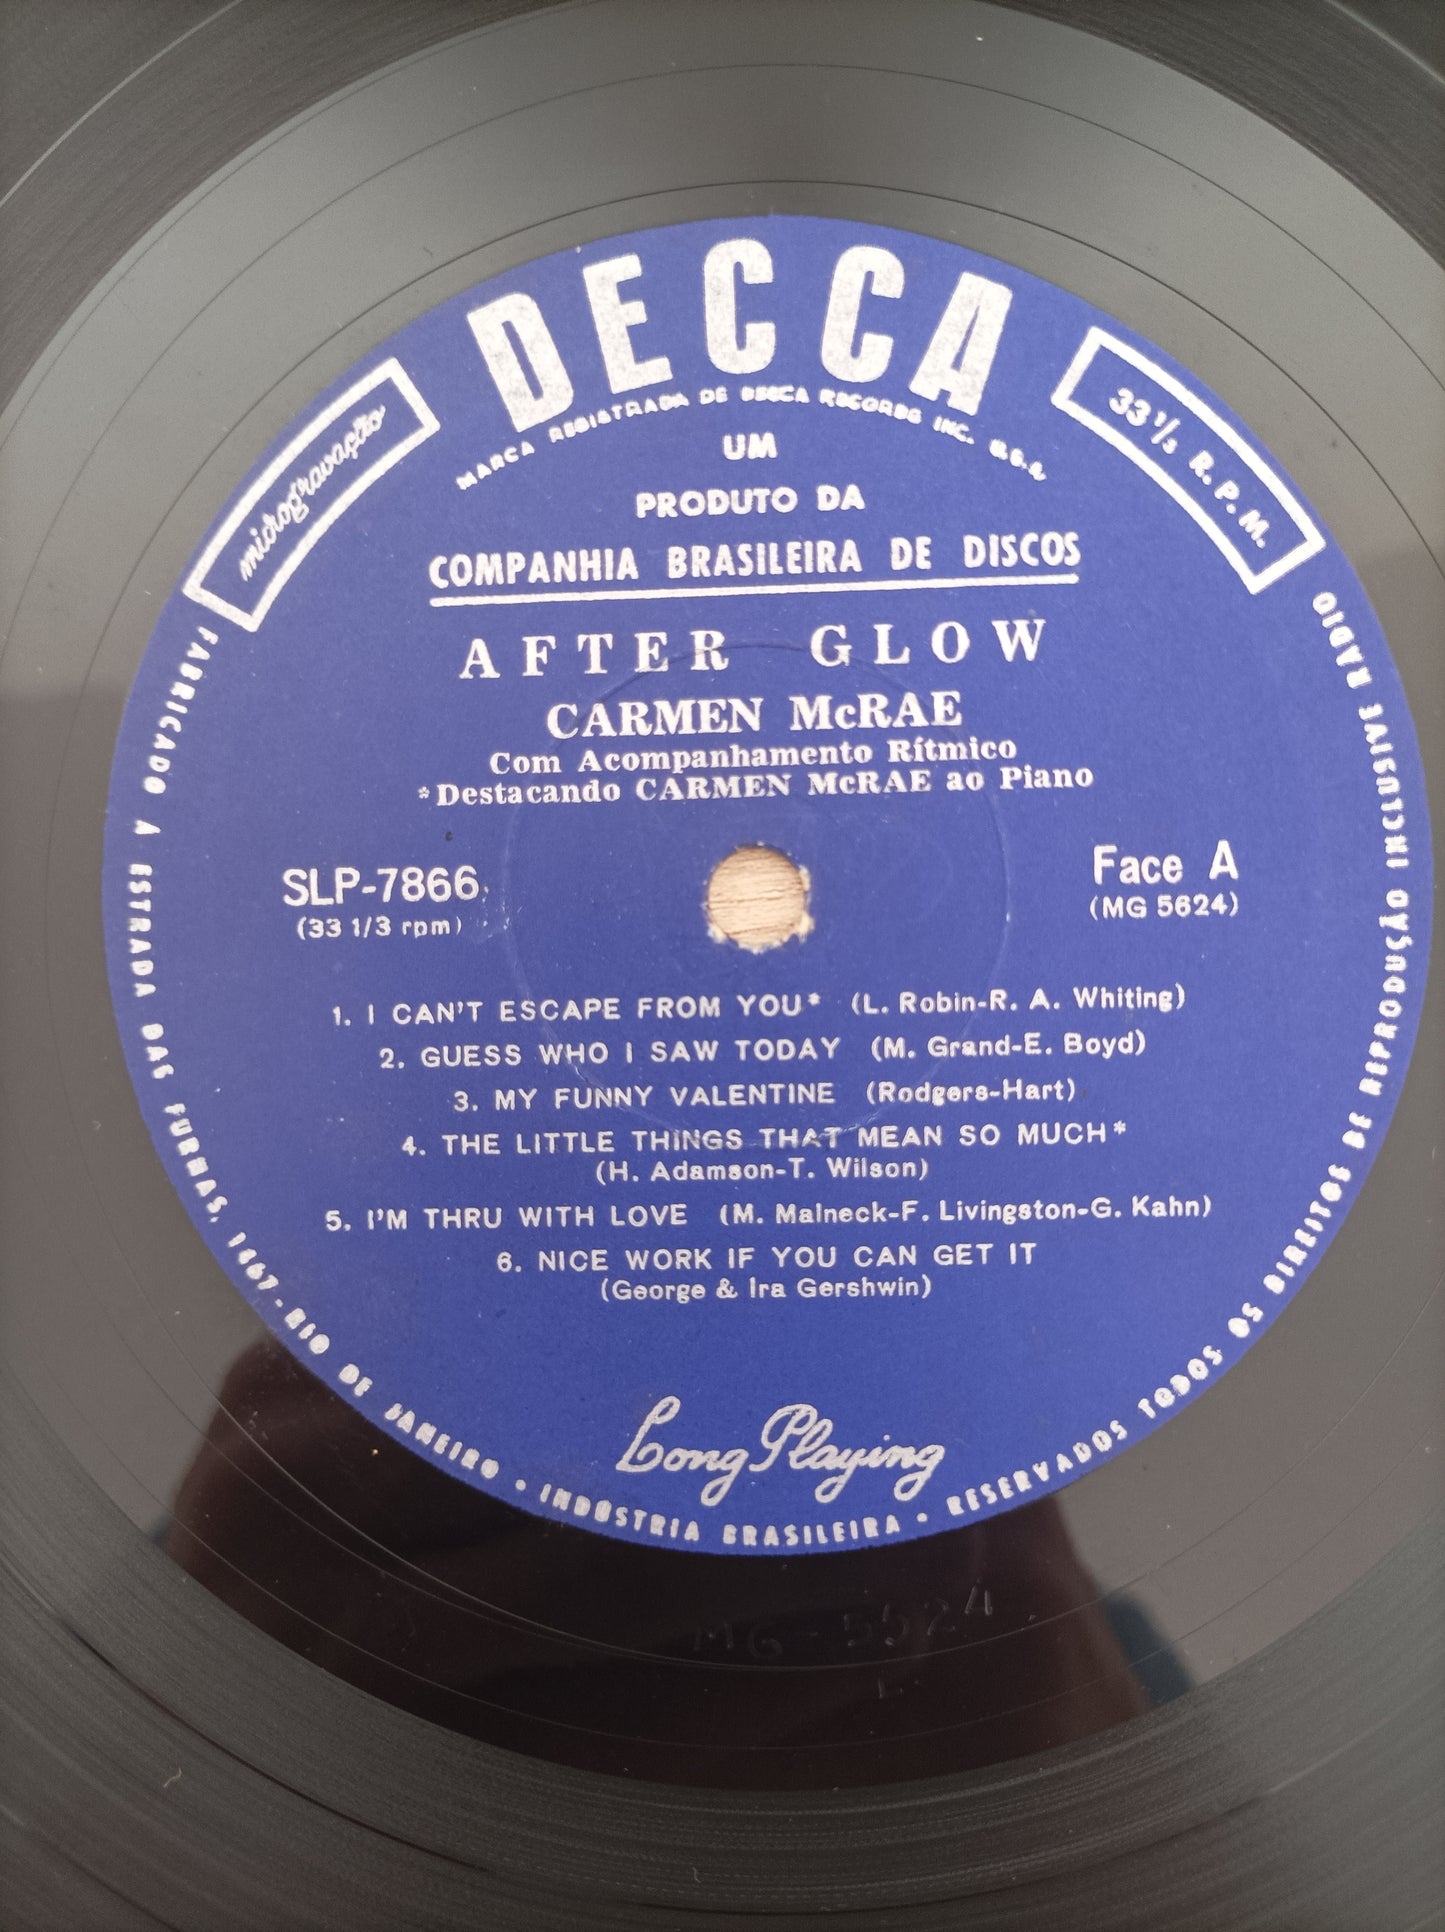 DECCA
MARCA REGISTRADA DE DECCA RECORDS INC. U.S.A.
microgravação
33 1/3 R.P.M.
UM
PRODUTO DA
COMPANHIA BRASILEIRA DE DISCOS
AFTER GLOW
CARMEN McRAE
Com Acompanhamento Rítmico
*Destacando CARMEN McRAE ao Piano
SLP-7866
(33 1/3 rpm)
Face A
(MG 5624)
1. I CAN'T ESCAPE FROM YOU* (L. Robin-R. A. Whiting)
2. GUESS WHO I SAW TODAY (M. Grand-E. Boyd)
3. MY FUNNY VALENTINE (Rodgers-Hart)
4. THE LITTLE THINGS THAT MEAN SO MUCH*
(H. Adamson-T. Wilson)
5. I'M THRU WITH LOVE (M. Malneck-F. Livingston-G. Kahn)
6. NICE WORK IF YOU CAN GET IT
(George & Ira Gershwin)
Long Playing
FABRICADO À ESTRADA DAS FURNAS, 1467 - RIO DE JANEIRO • INDÚSTRIA BRASILEIRA • RESERVADOS TODOS OS DIREITOS DE REPRODUÇÃO INCLUSIVE RADIO